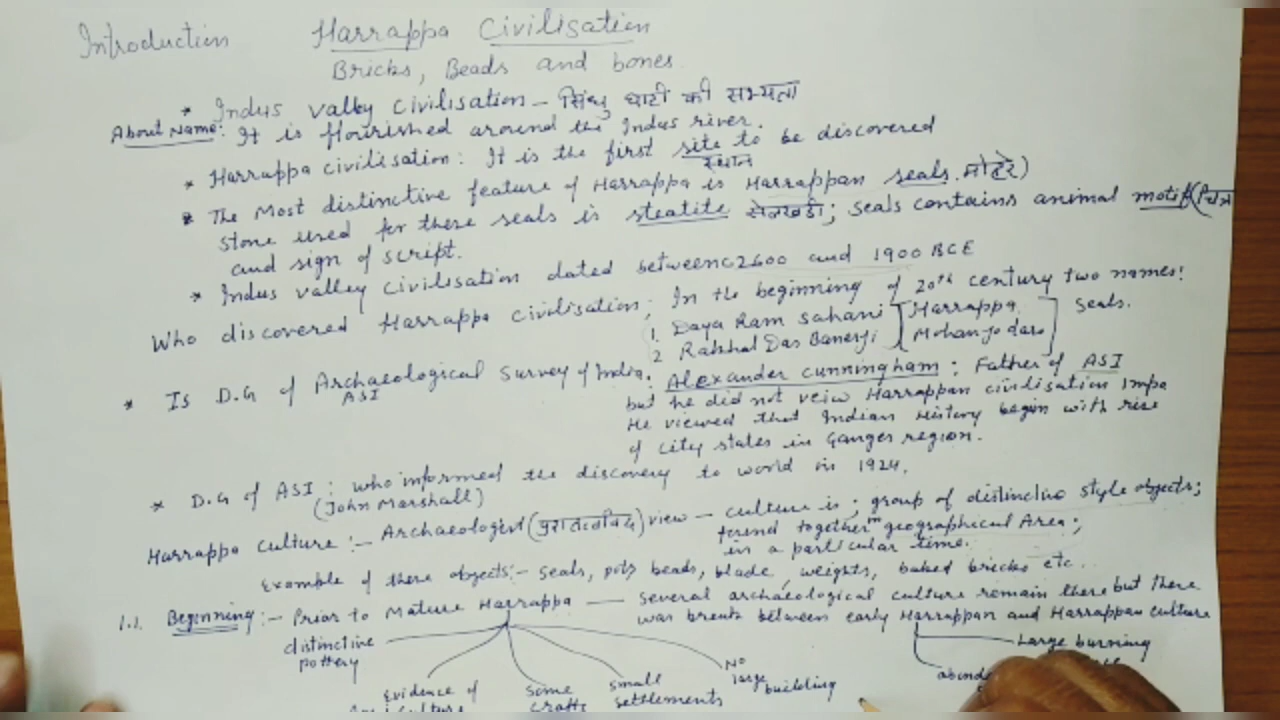 Introduction Harrappa Civilisation
Bricks, Beads and bones
* Indus valley Civilisation - सिंधु घाटी की सभ्यता
About Name: It is flourished around the Indus river.
* Harrappa civilisation: It is the first site to be discovered
स्थान
* The Most distinctive feature of Harrappa is Harrappan seals. मोहरे)
stone used for these seals is steatite सेलखडी; seals contains animal motif
and sign of script.
* Indus valley Civilisation dated between c2600 and 1900 BCE
Who discovered Harrappa civilisation; In the beginning of 20th century two names!
1. Daya Ram Sahani Harrappa
2 Rakhal Das Banerji Mohanjodaro seals.
* Is D.G of Archaeological Survey of India. Alexander cunningham; Father of ASI
ASI
but he did not veiw Harrappan civilisation impo
He viewed that Indian History begin with rise
of city states in Ganges region.
* D.G of ASI: who informed the discovery to world in 1924.
(John Marshall)
Harrappa culture :- Archaeologist (पुरातत्वविद) view - culture is; group of distinctive style objects;
found together in geographical Area;
in a particular time.
Example of these objects:- seals, pots beads, blade, weights, baked bricks etc..
1.1. Beginning:- Prior to Mature Harrappa — several archaeological culture remain there but there
was break between early Harrappan and Harrappan culture
distinctive
pottery
Evidence of
Agriculture
Some
crafts
small
settlements
No
large
building
Large burning